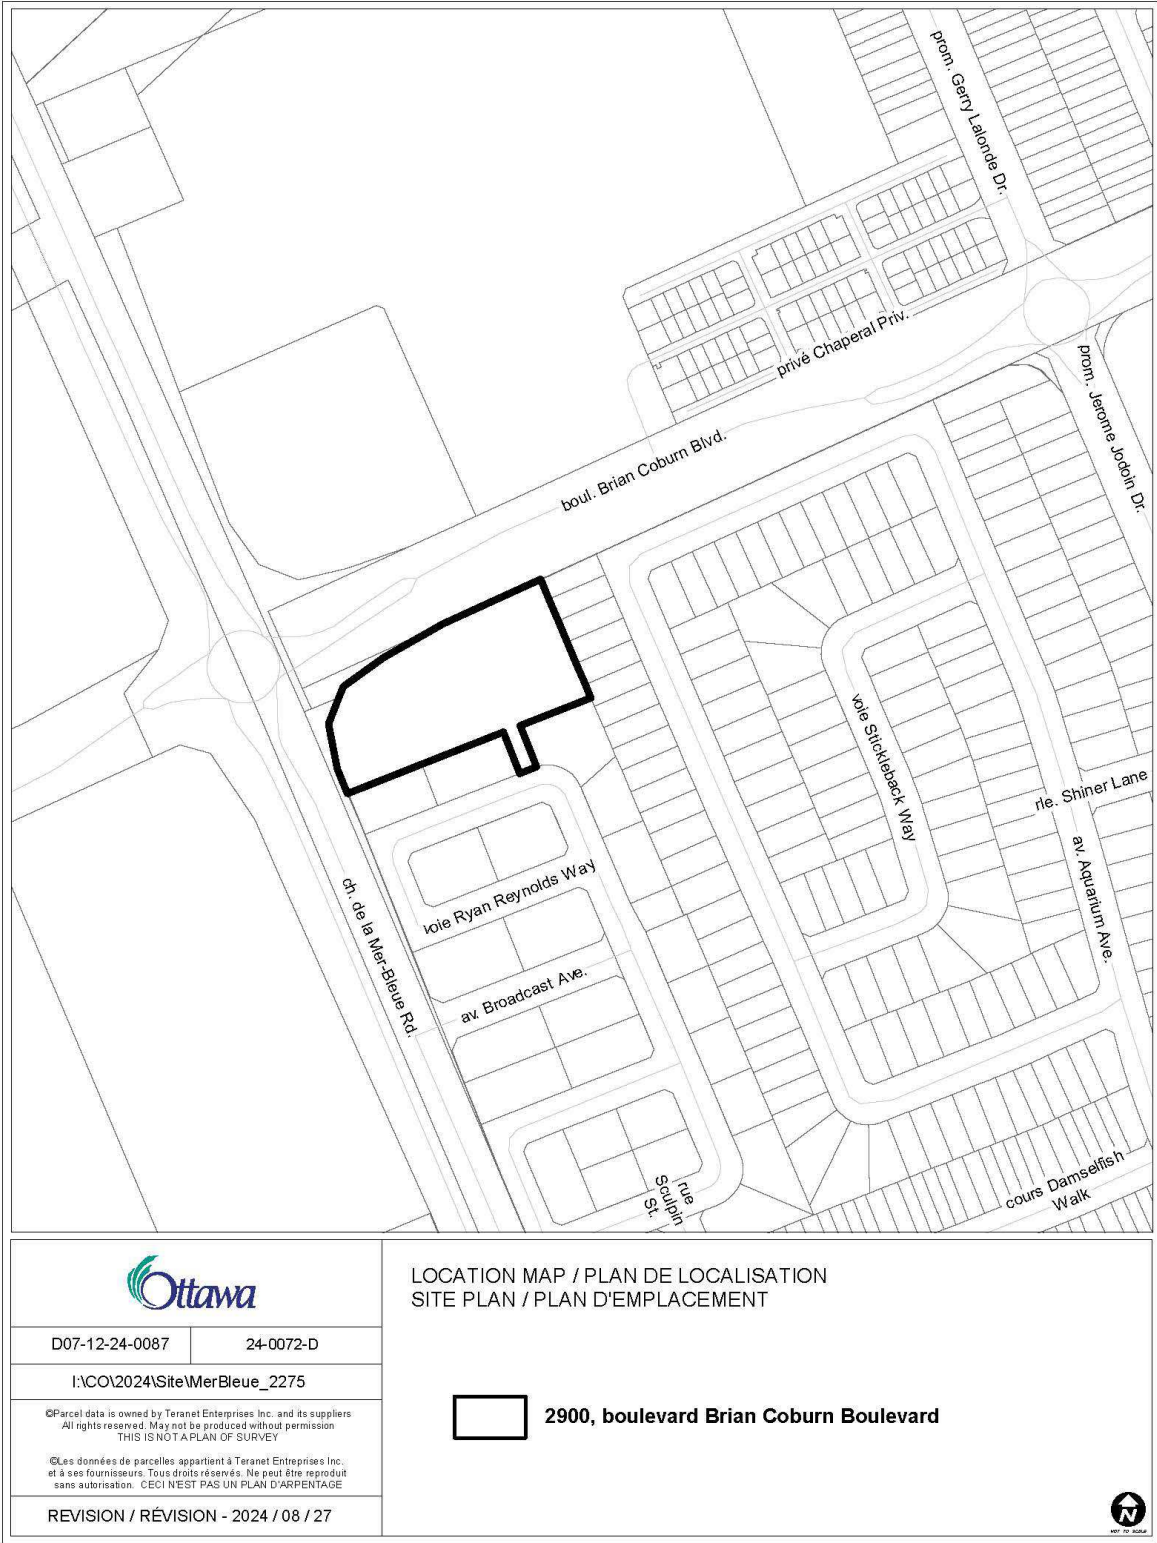 prom. Gerry Lalonde Dr.
privé Chaperal Priv.
prom. Jerome Jodoin Dr.
boul. Brian Coburn Blvd.
voie Stickleback Way
rle. Shiner Lane
av. Aquarium Ave.
voie Ryan Reynolds Way
ch. de la Mer-Bleue Rd.
av. Broadcast Ave.
rue
Sculpin
St.
cours Damselfish
Walk
Ottawa
D07-12-24-0087
24-0072-D
I:\CO\2024\Site\MerBleue_2275
©Parcel data is owned by Teranet Enterprises Inc. and its suppliers
All rights reserved. May not be produced without permission
THIS IS NOT A PLAN OF SURVEY
©Les données de parcelles appartient à Teranet Entreprises Inc.
et à ses fournisseurs. Tous droits réservés. Ne peut être reproduit
sans autorisation. CECI N'EST PAS UN PLAN D'ARPENTAGE
REVISION / RÉVISION - 2024 / 08 / 27
LOCATION MAP / PLAN DE LOCALISATION
SITE PLAN / PLAN D'EMPLACEMENT
2900, boulevard Brian Coburn Boulevard
N
NOT TO SCALE